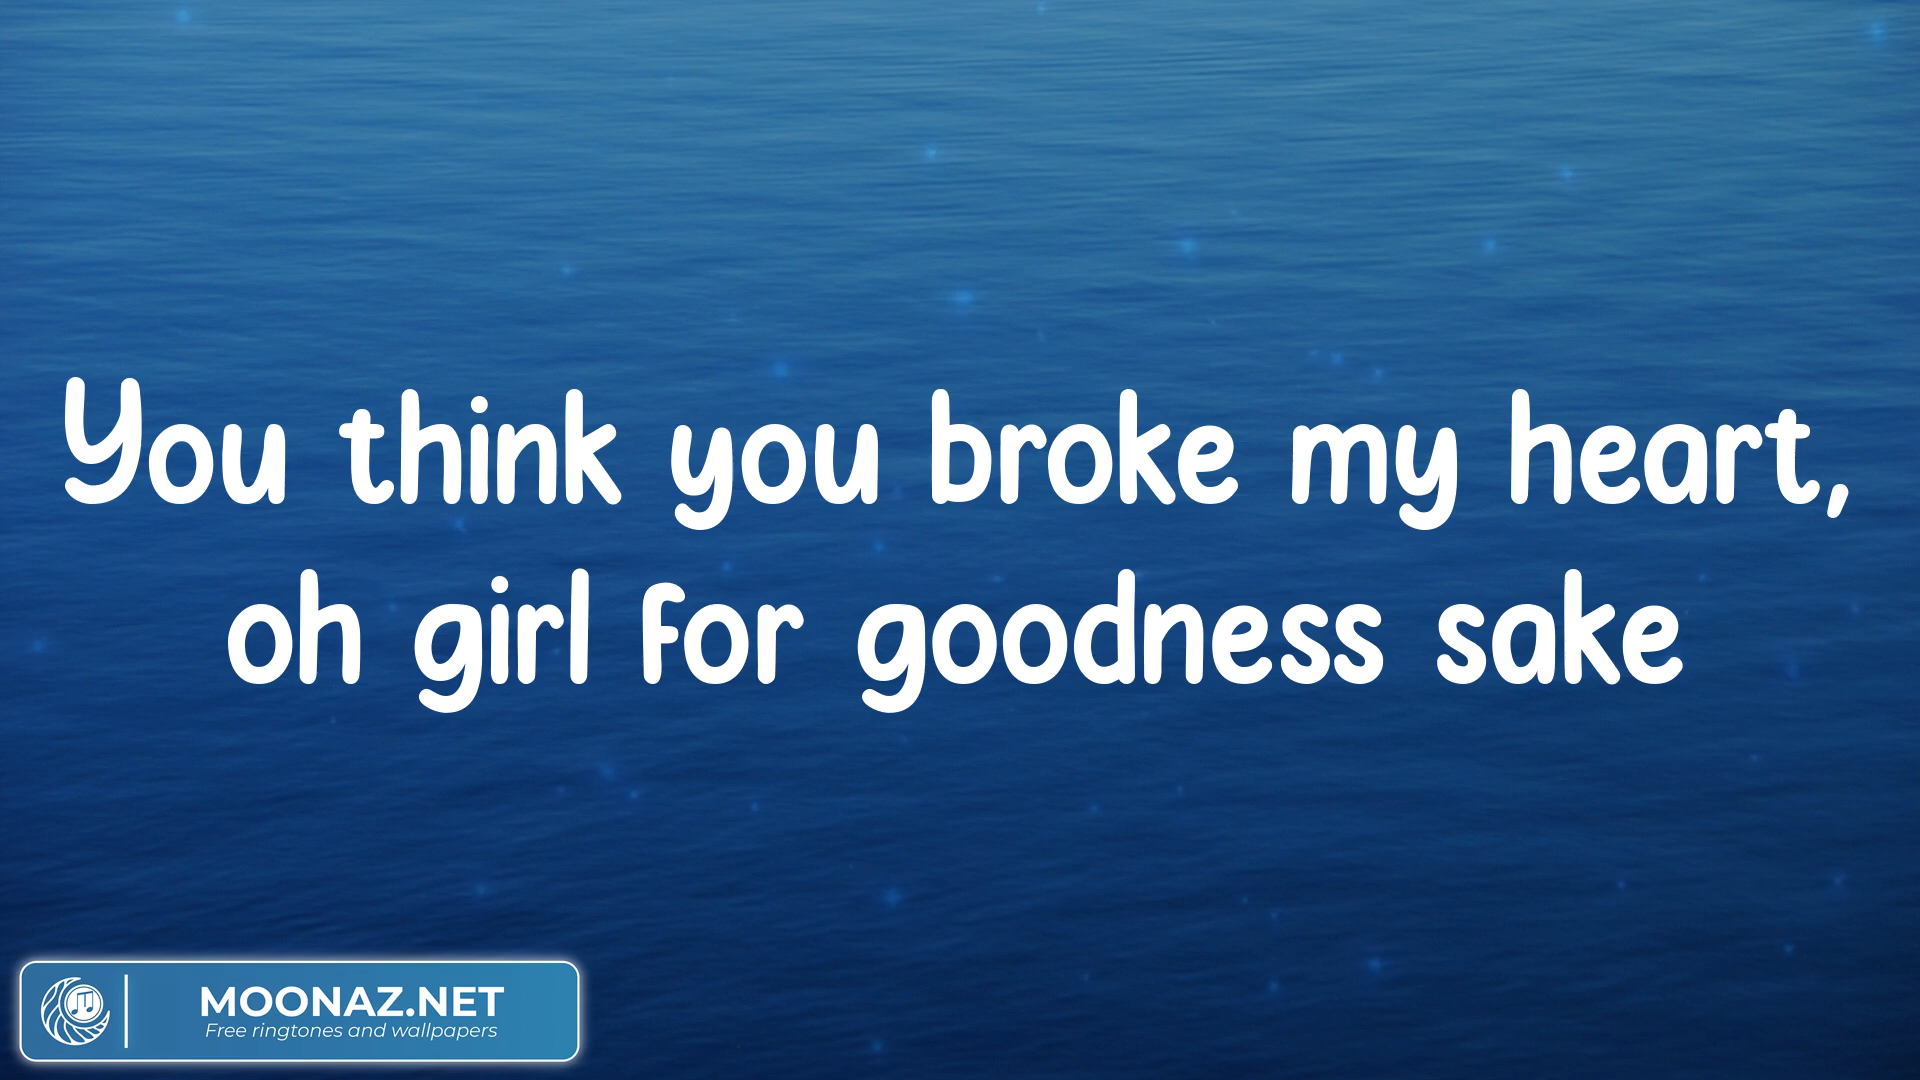 You think you broke my heart,
oh girl for goodness sake
MOONAZ.NET
Free ringtones and wallpapers